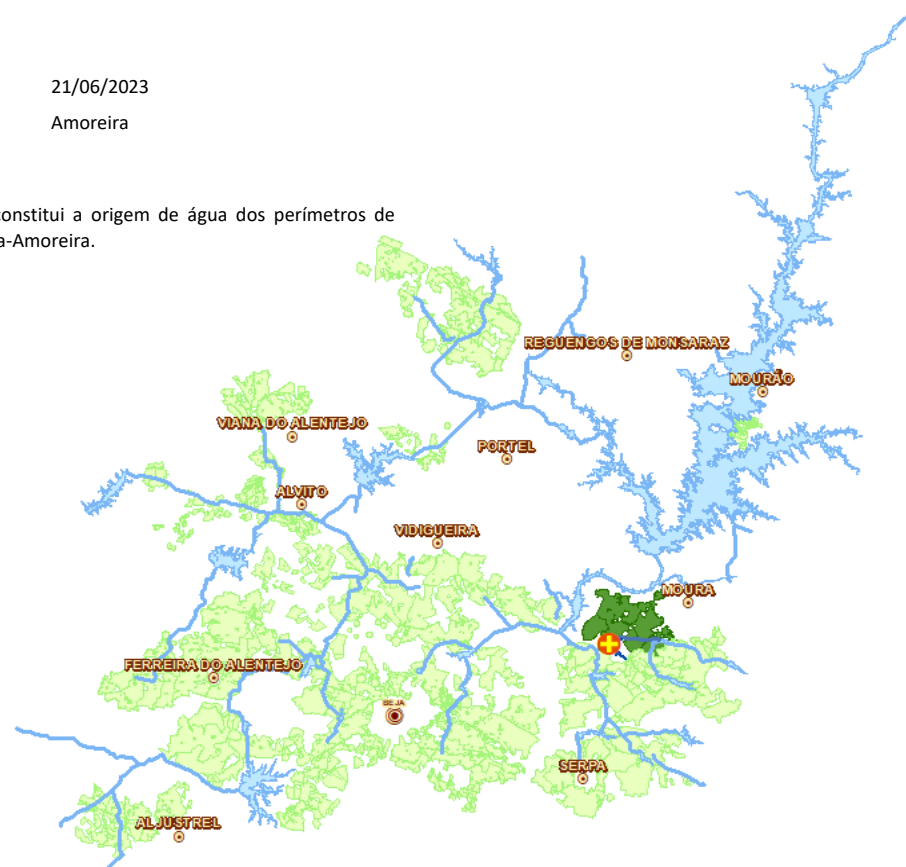 21/06/2023
Amoreira
constitui a origem de água dos perímetros de
a-Amoreira.
REGUENGOS DE MONSARAZ
MOURÃO
VIANA DO ALENTEJO
PORTEL
ALVITO
VIDIGUEIRA
MOURA
FERREIRA DO ALENTEJO
BEJA
SERPA
ALJUSTREL